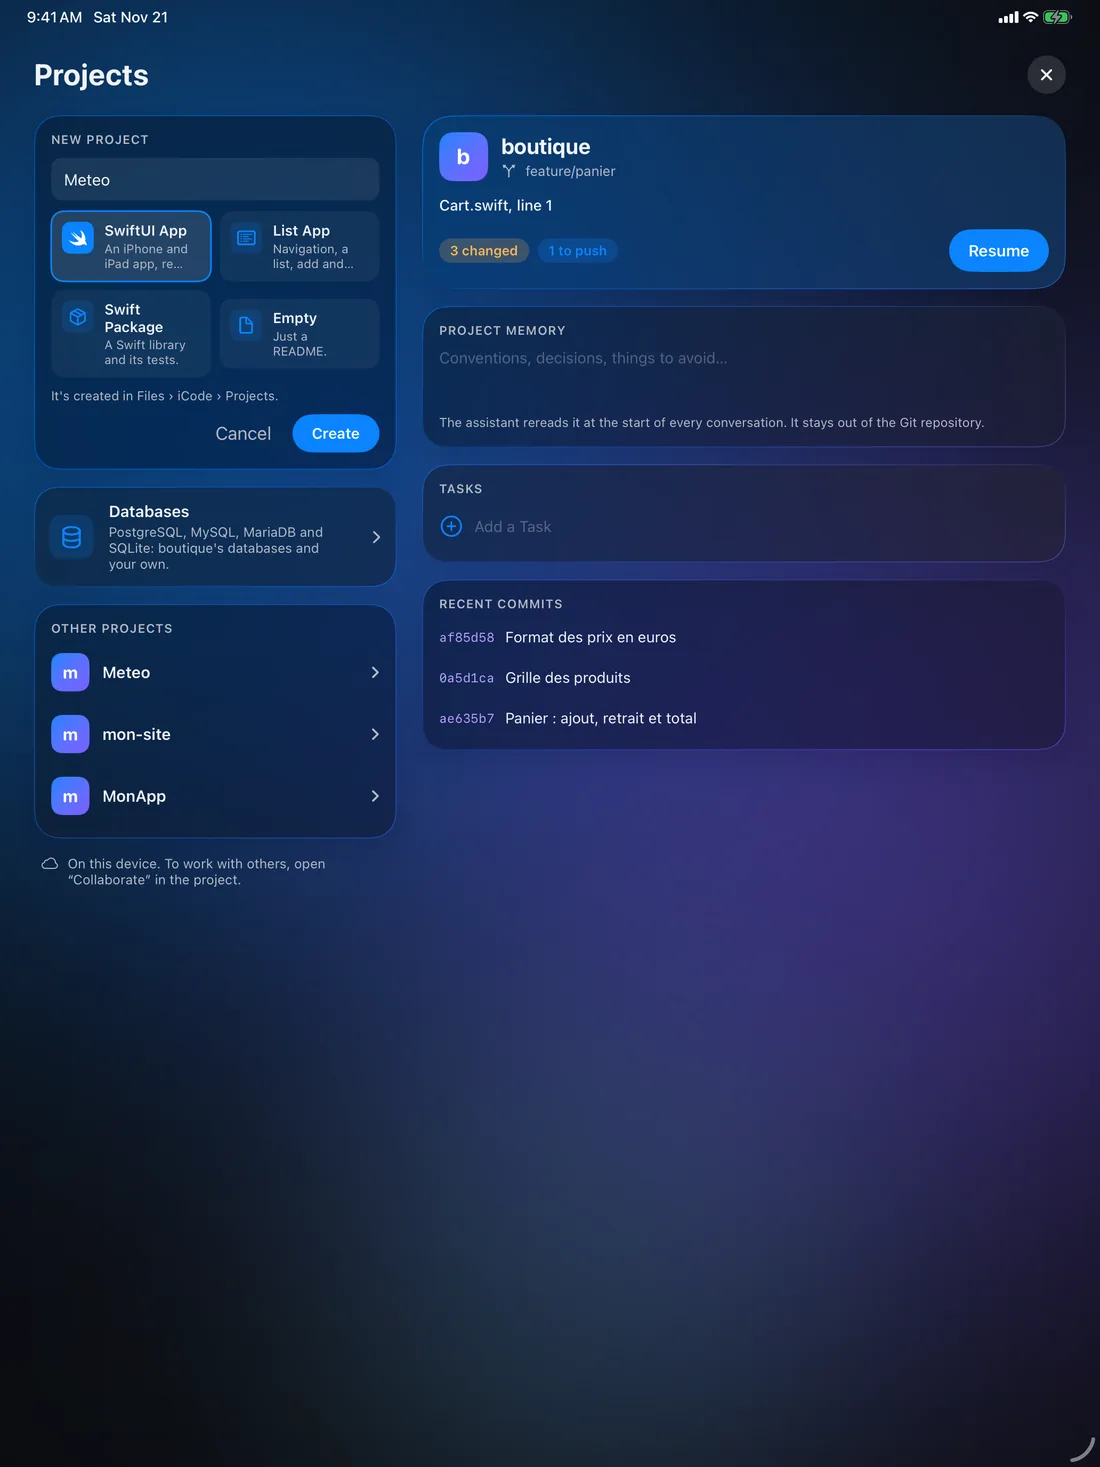 9:41 AM Sat Nov 21
Projects
NEW PROJECT
Meteo
SwiftUI App
An iPhone and
iPad app, re...
List App
Navigation, a
list, add and...
Swift
Package
A Swift library
and its tests.
Empty
Just a
README.
It's created in Files › iCode › Projects.
Cancel
Create
Databases
PostgreSQL, MySQL, MariaDB and
SQLite: boutique's databases and
your own.
OTHER PROJECTS
m Meteo
m mon-site
m MonApp
On this device. To work with others, open
“Collaborate” in the project.
b
boutique
feature/panier
Cart.swift, line 1
3 changed
1 to push
Resume
PROJECT MEMORY
Conventions, decisions, things to avoid...
The assistant rereads it at the start of every conversation. It stays out of the Git repository.
TASKS
Add a Task
RECENT COMMITS
af85d58 Format des prix en euros
0a5d1ca Grille des produits
ae635b7 Panier : ajout, retrait et total